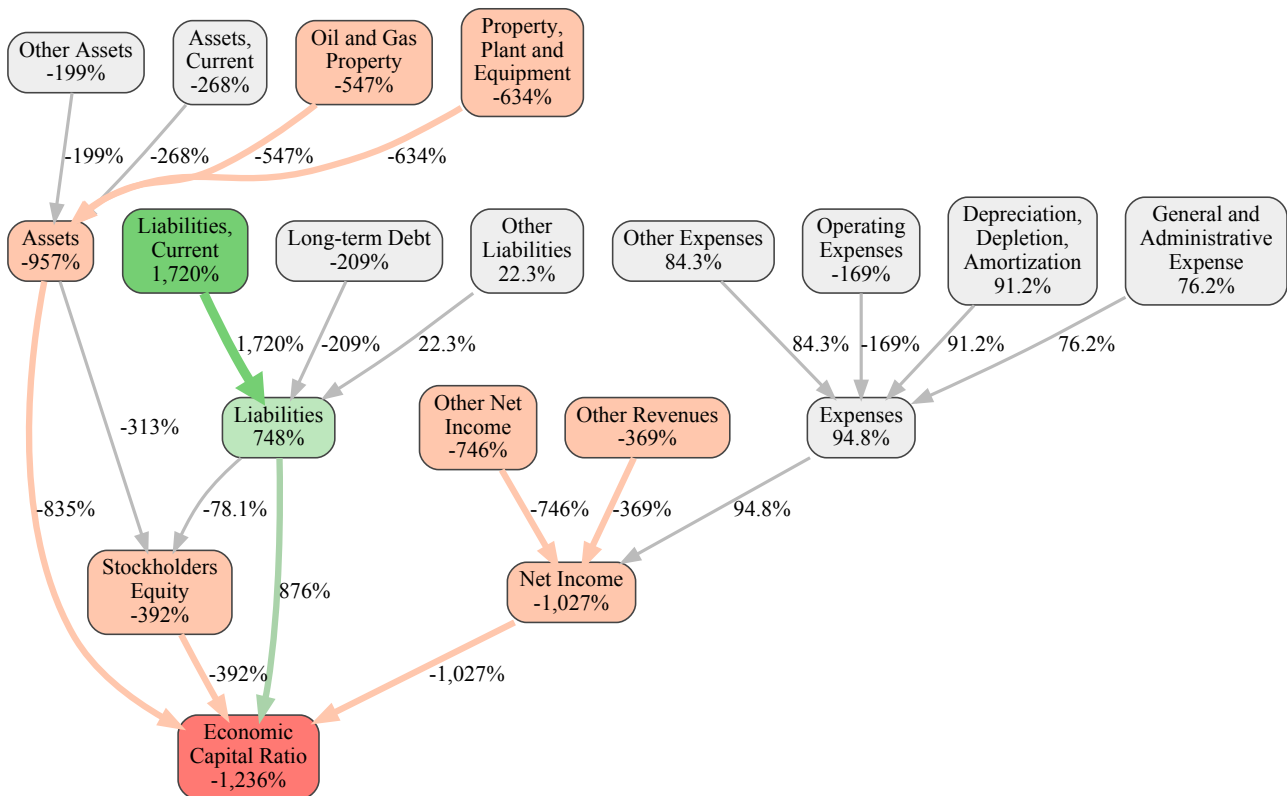 Other Assets
-199%
Assets,
Current
-268%
Oil and Gas
Property
-547%
Property,
Plant and
Equipment
-634%
-199%
-268%
-547%
-634%
Assets
-957%
Liabilities,
Current
1,720%
Long-term Debt
-209%
Other
Liabilities
22.3%
Other Expenses
84.3%
Operating
Expenses
-169%
Depreciation,
Depletion,
Amortization
91.2%
General and
Administrative
Expense
76.2%
1,720%
-209%
22.3%
84.3%
-169%
91.2%
76.2%
-313%
Liabilities
748%
Other Net
Income
-746%
Other Revenues
-369%
Expenses
94.8%
-835%
-78.1%
-746%
-369%
94.8%
Stockholders
Equity
-392%
876%
Net Income
-1,027%
-392%
-1,027%
Economic
Capital Ratio
-1,236%